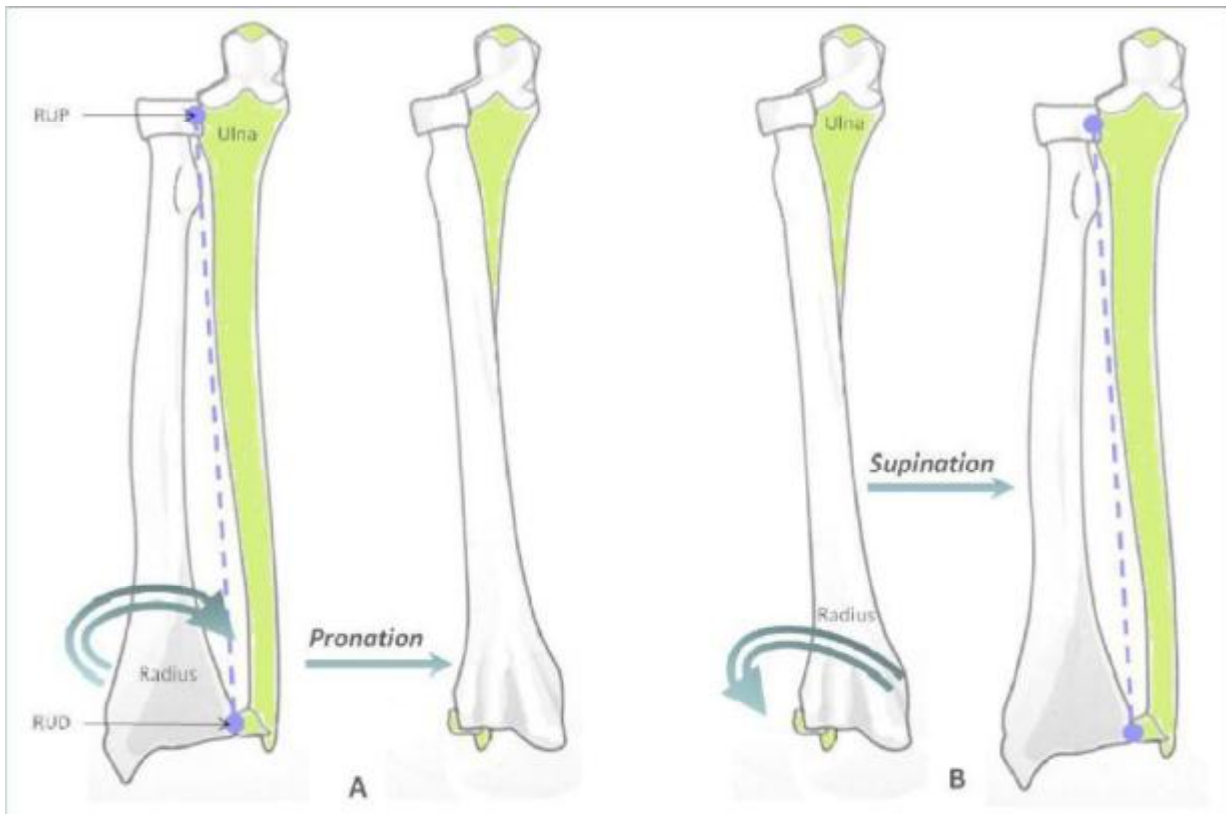 RUP
Ulna
Radius
RUD
Pronation
A
Ulna
Supination
Radius
B